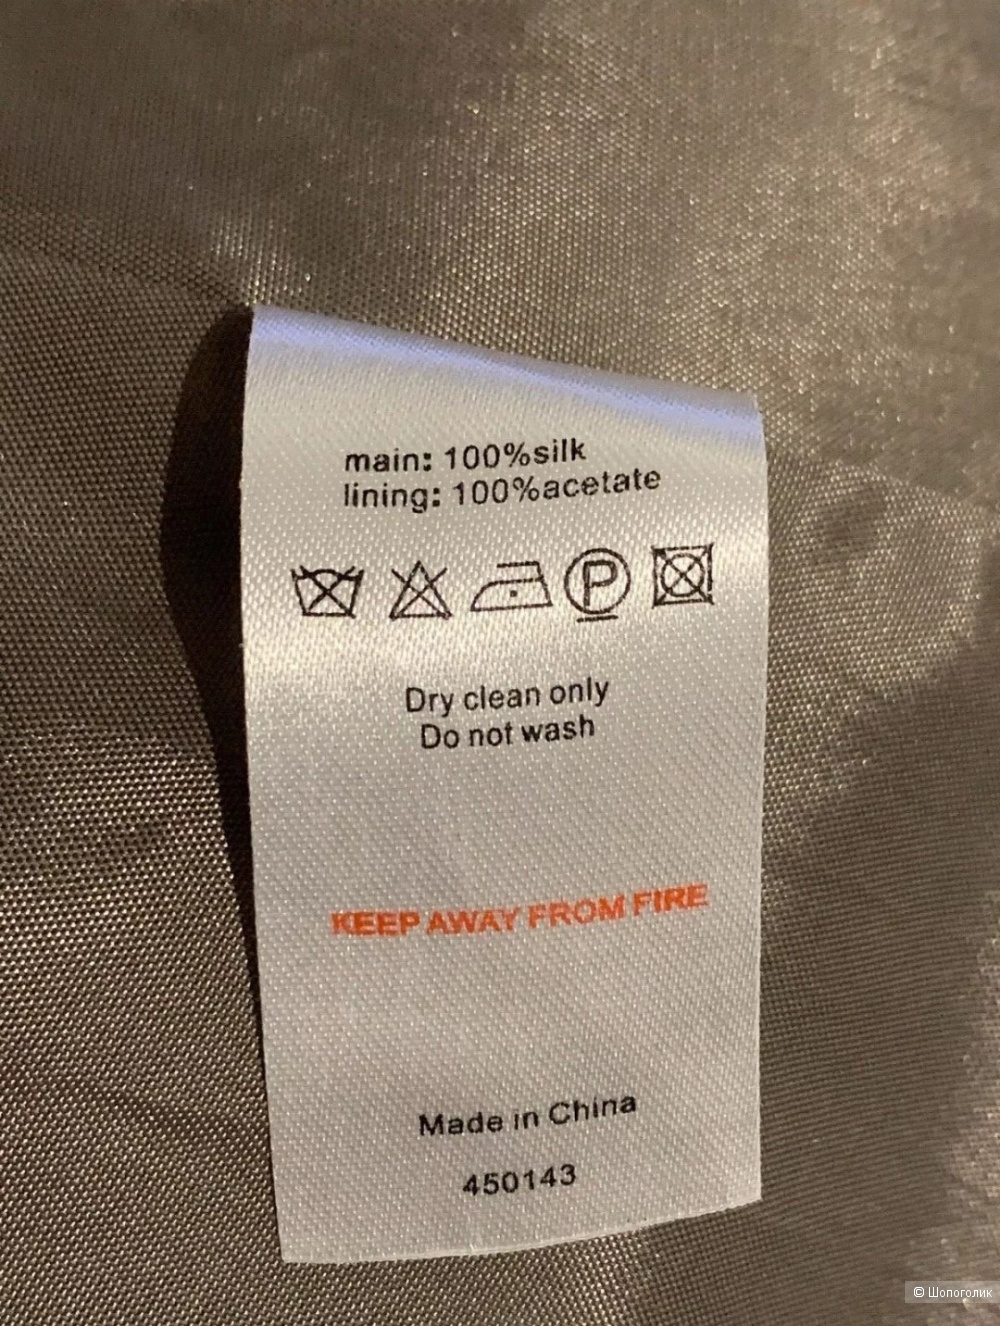 main: 100%silk
lining: 100%acetate
P
Dry clean only
Do not wash
KEEP AWAY FROM FIRE
Made in China
450143
© Шопоголик